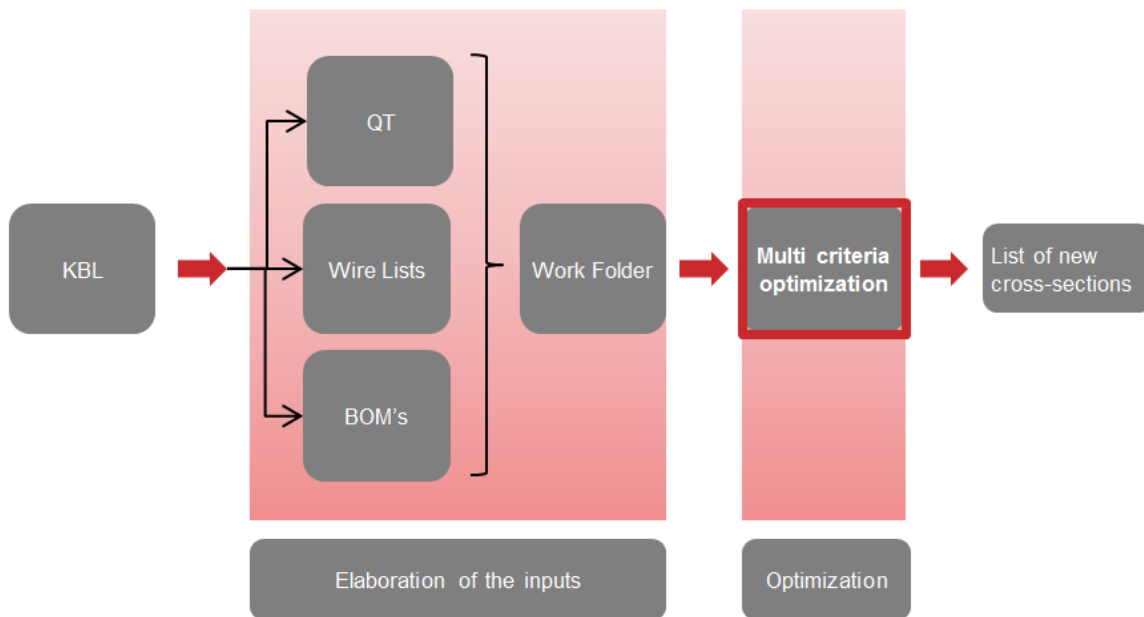 QT
KBL
Wire Lists
Work Folder
Multi criteria
optimization
List of new
cross-sections
BOM's
Elaboration of the inputs
Optimization